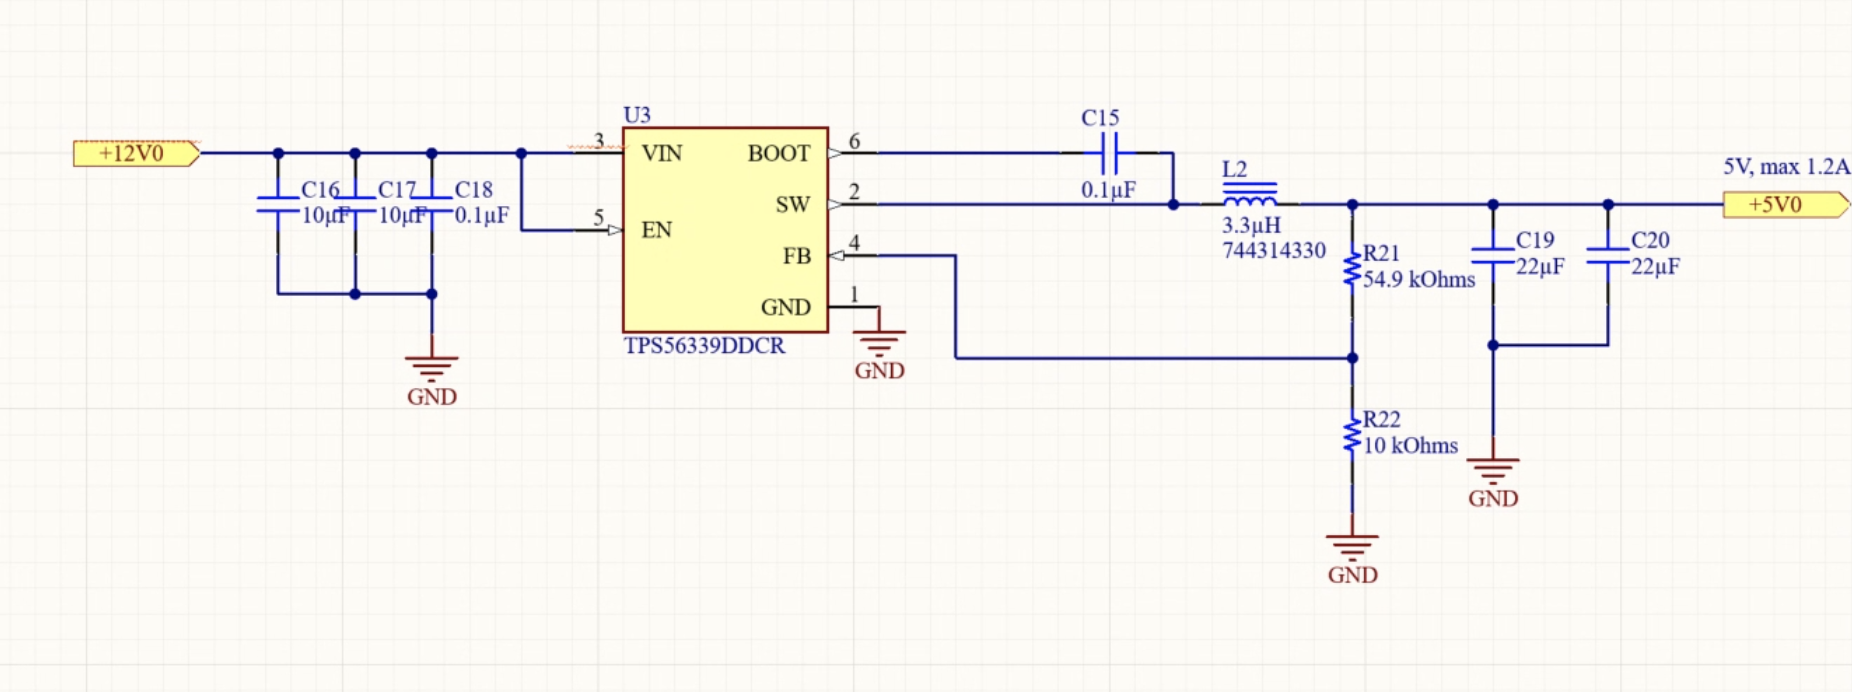 U3
C15
+12V0
3
VIN
BOOT
6
5V, max 1.2A
L2
C16
10µF
C17
10µF
C18
0.1µF
0.1µF
SW
2
+5V0
5
EN
3.3µH
744314330
FB
4
R21
54.9 kOhms
C19
22µF
C20
22µF
GND
1
TPS56339DDCR
GND
GND
R22
10 kOhms
GND
GND